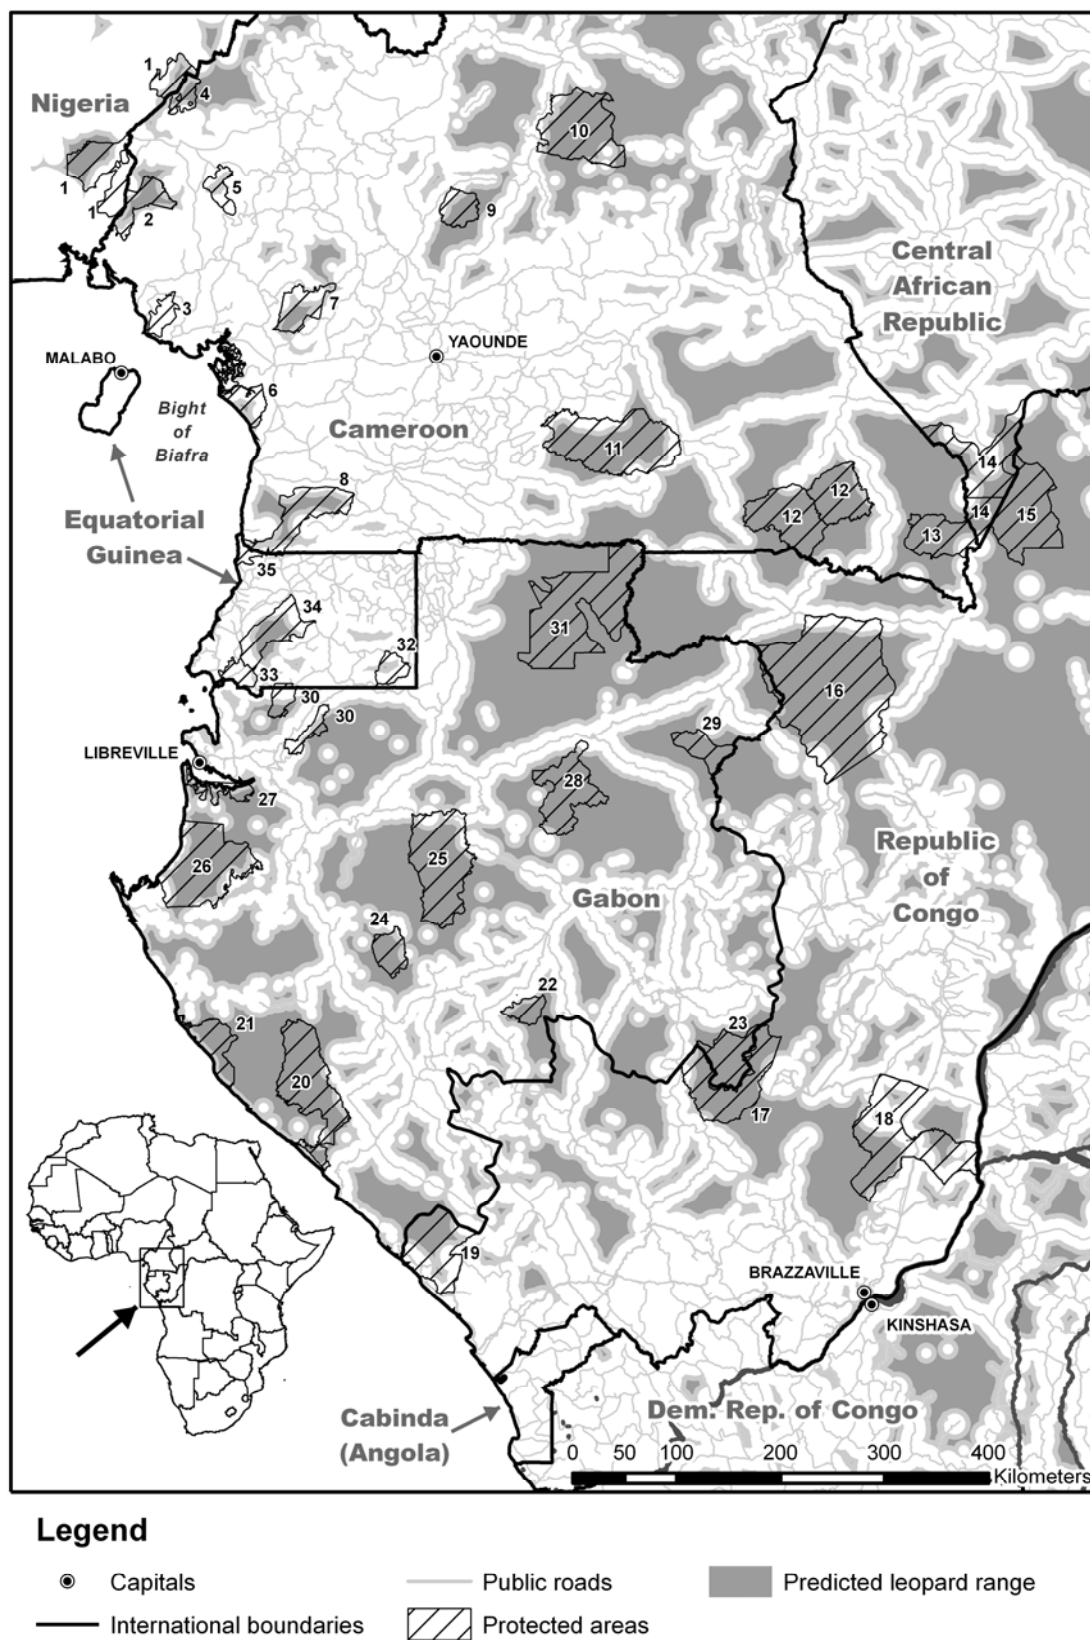 1
Nigeria
4
10
1
5
1
2
9
Central
African
Republic
3
7
MALABO
YAOUNDE
6
Bight
of
Biafra
Cameroon
11
14
8
12
12
14
15
13
Equatorial
Guinea
35
34
31
32
33
30
16
30
29
LIBREVILLE
28
27
Republic
of
Congo
25
26
Gabon
24
22
21
23
20
17
18
19
BRAZZAVILLE
KINSHASA
Cabinda
(Angola)
Dem. Rep. of Congo
0 50 100 200 300 400
Kilometers
Legend
Capitals
Public roads
Predicted leopard range
International boundaries
Protected areas